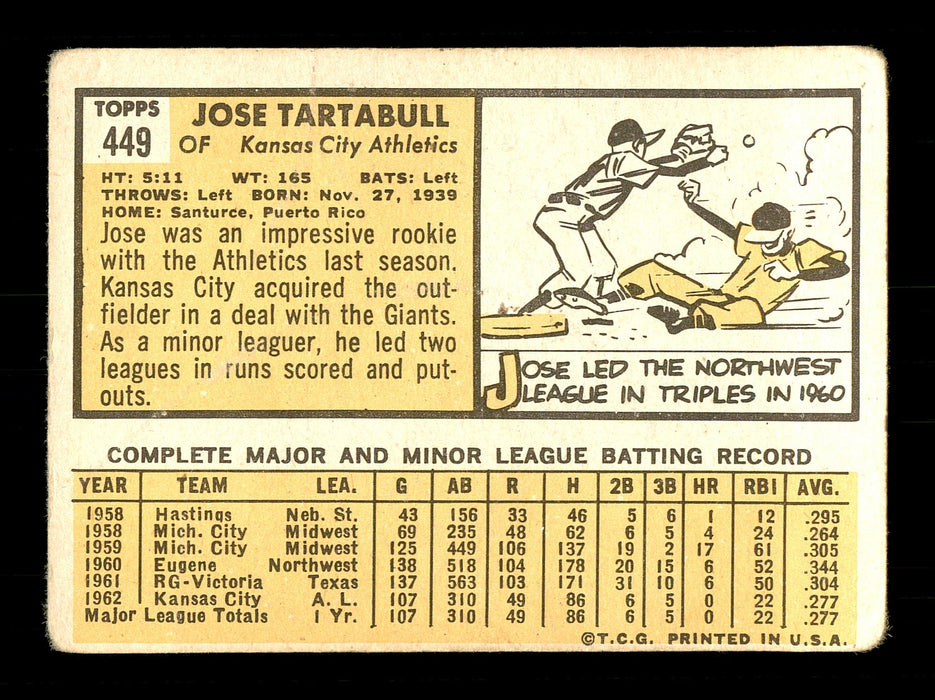 TOPPS
449
JOSE TARTABULL
OF Kansas City Athletics
HT: 5:11 WT: 165 BATS: Left
THROWS: Left BORN: Nov. 27, 1939
HOME: Santurce, Puerto Rico
Jose was an impressive rookie
with the Athletics last season.
Kansas City acquired the out-
fielder in a deal with the Giants.
As a minor leaguer, he led two
leagues in runs scored and put-
outs.
JOSE LED THE NORTHWEST
LEAGUE IN TRIPLES IN 1960
COMPLETE MAJOR AND MINOR LEAGUE BATTING RECORD
YEAR TEAM LEA. G AB R H 2B 3B HR RBI AVG.
1958 Hastings Neb. St. 43 156 33 46 5 6 1 12 .295
1958 Mich. City Midwest 69 235 48 62 6 5 4 24 .264
1959 Mich. City Midwest 125 449 106 137 19 2 17 61 .305
1960 Eugene Northwest 138 518 104 178 20 15 6 52 .344
1961 RG-Victoria Texas 137 563 103 171 31 10 6 50 .304
1962 Kansas City A. L. 107 310 49 86 6 5 0 22 .277
Major League Totals 1 Yr. 107 310 49 86 6 5 0 22 .277
©T.C.G. PRINTED IN U.S.A.